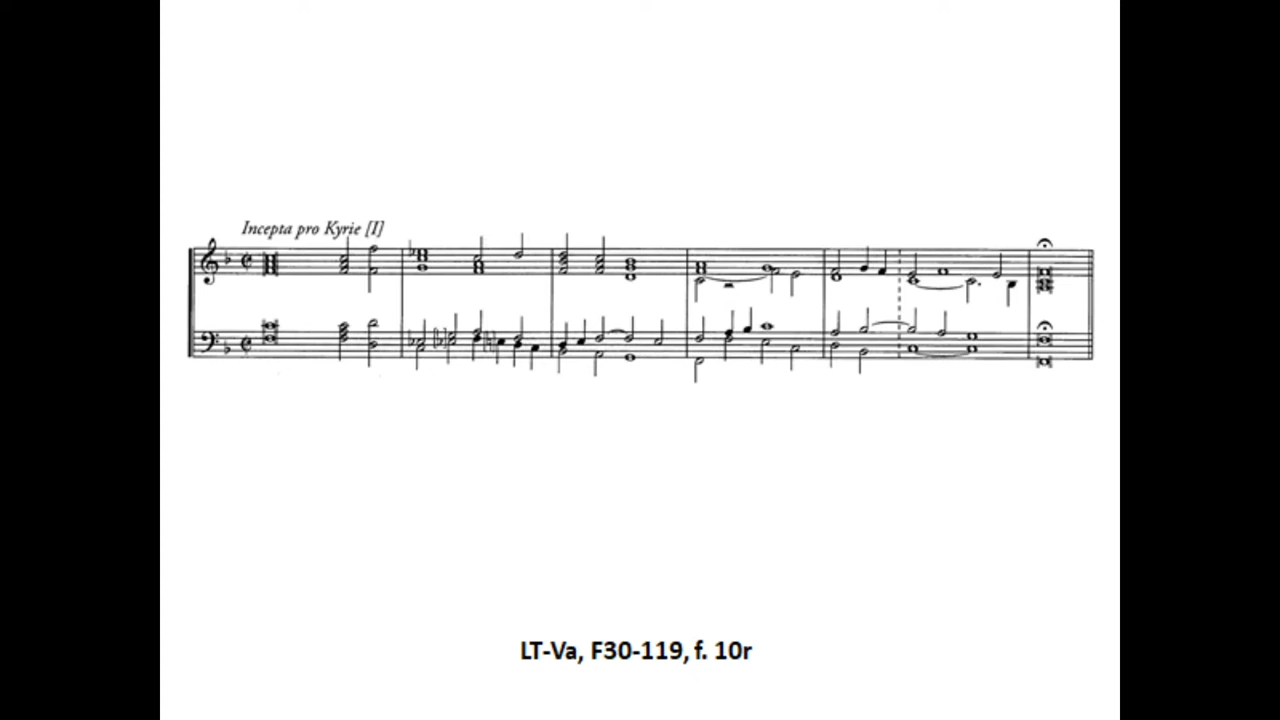 Incepta pro Kyrie [I]
LT-Va, F30-119, f. 10r